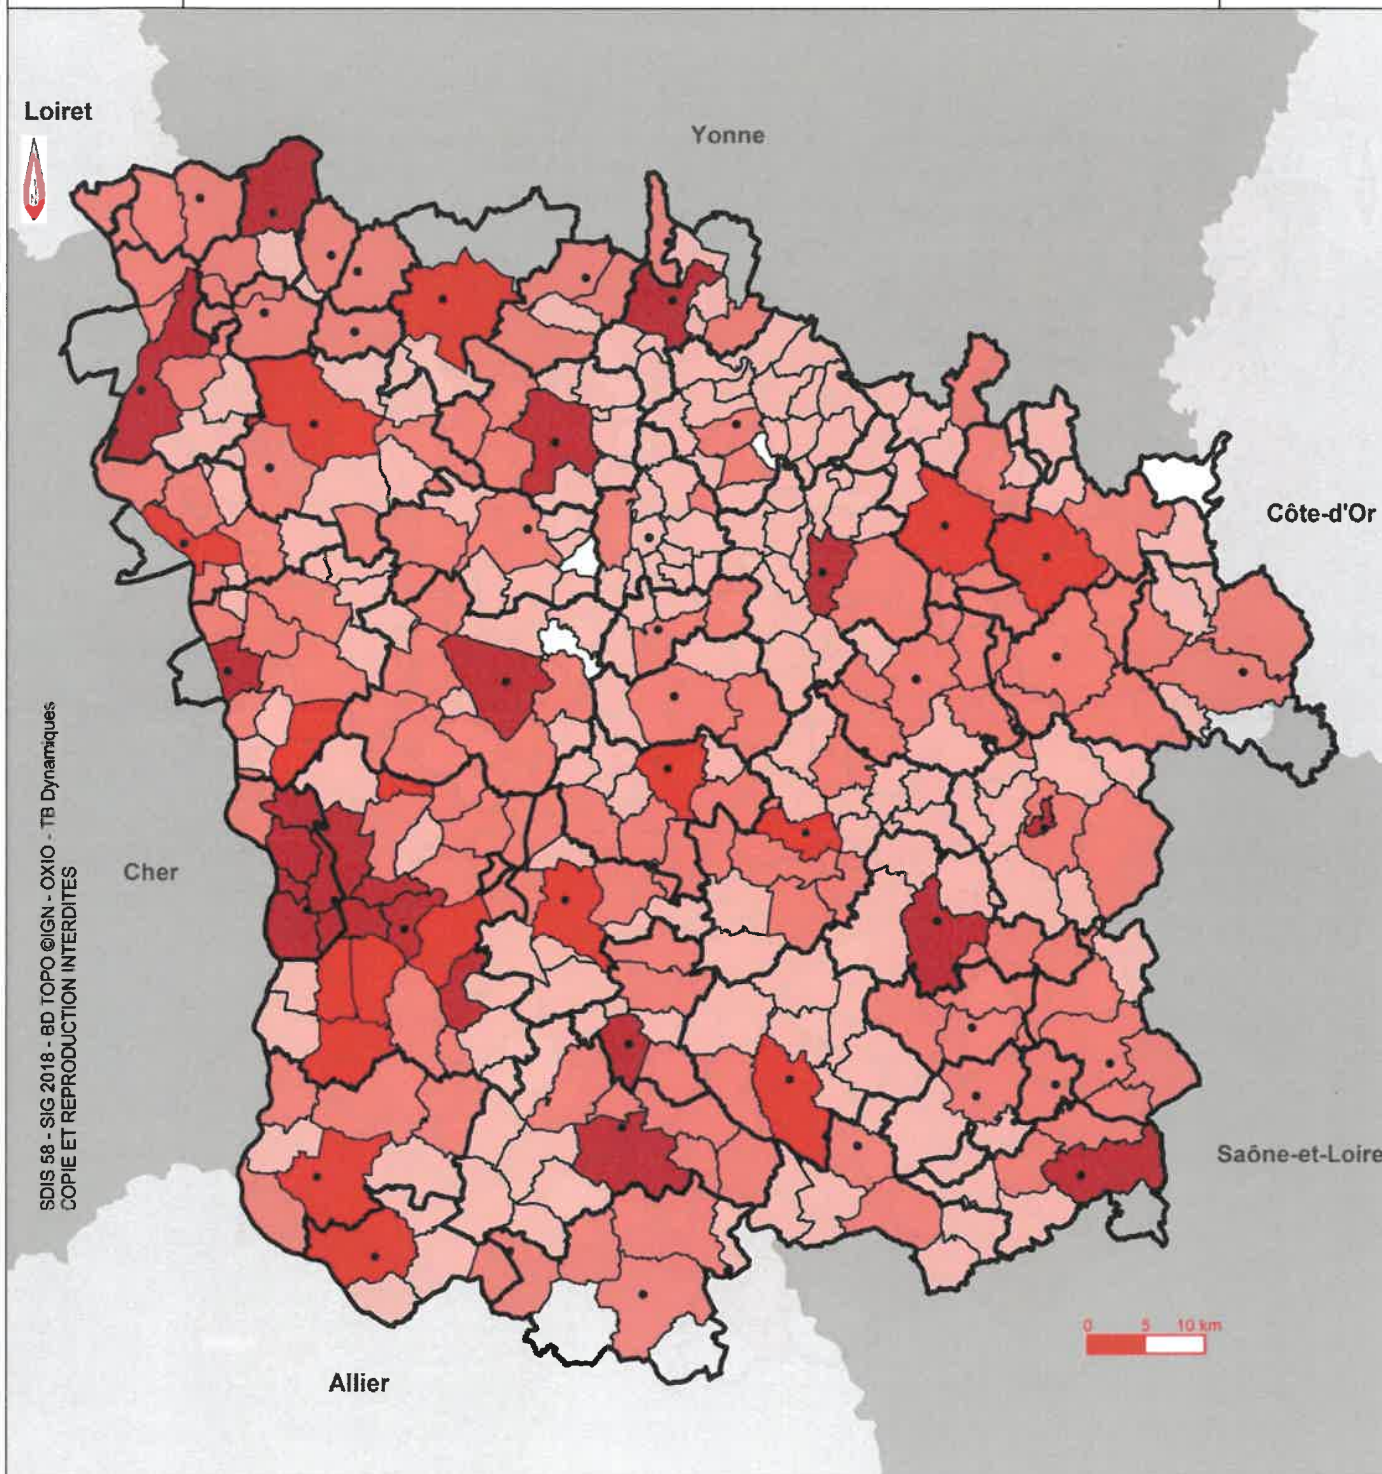 Loiret
Yonne
Côte-d'Or
SDIS 58 - SIG 2018 - BD TOPO ©IGN - OXIO - TB Dynamiques
COPIE ET REPRODUCTION INTERDITES
Cher
Saône-et-Loire
0 5 10 km
Allier